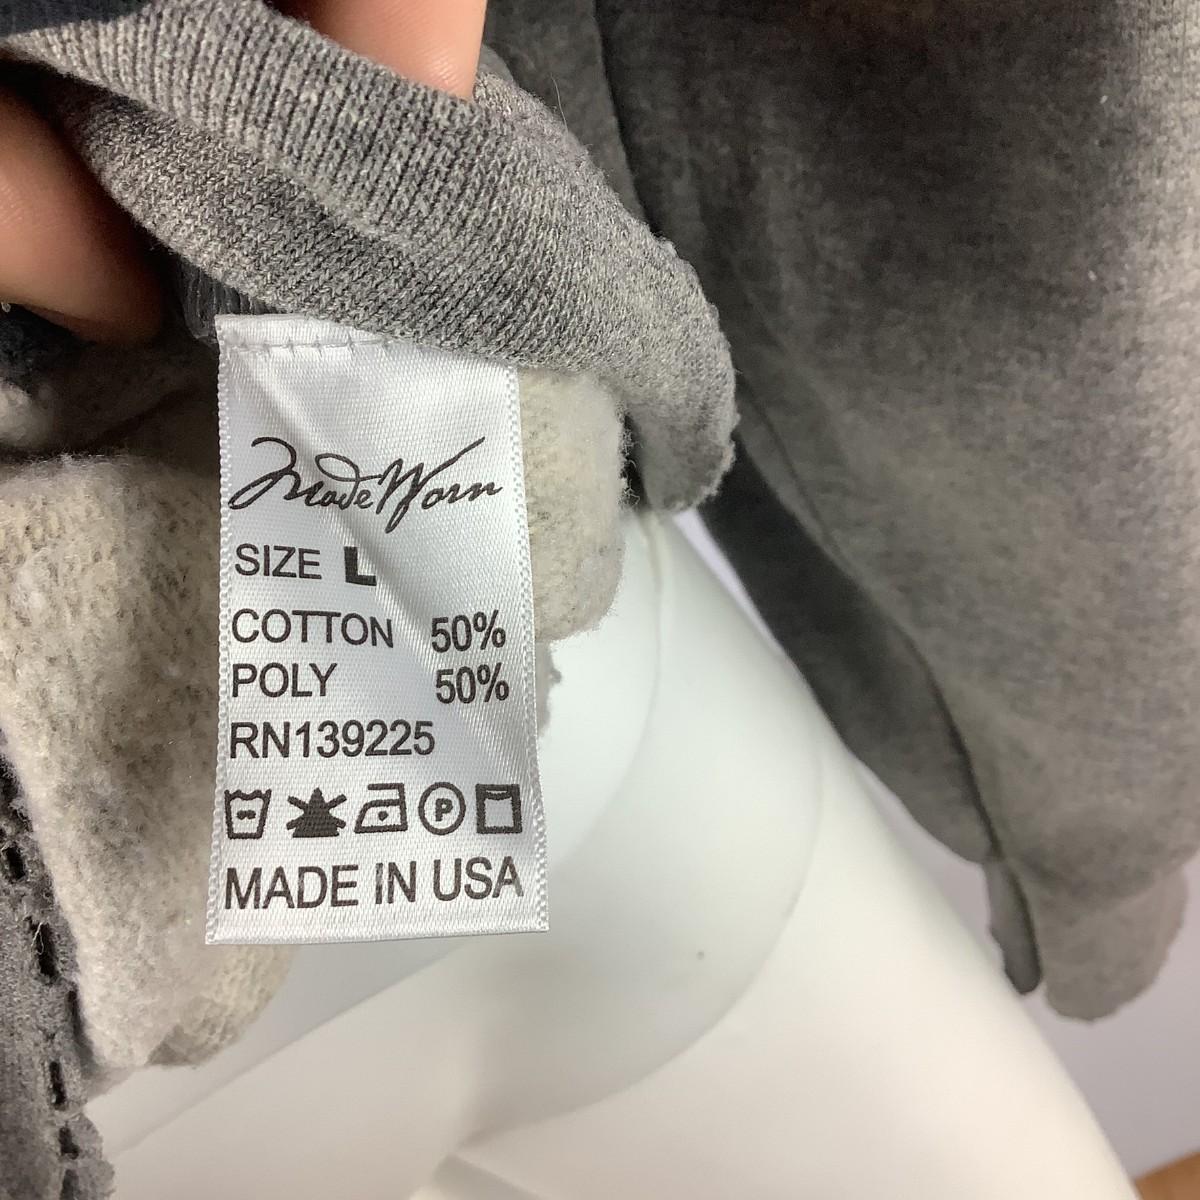 MadeWorn
SIZE L
COTTON 50%
POLY 50%
RN139225
P
MADE IN USA